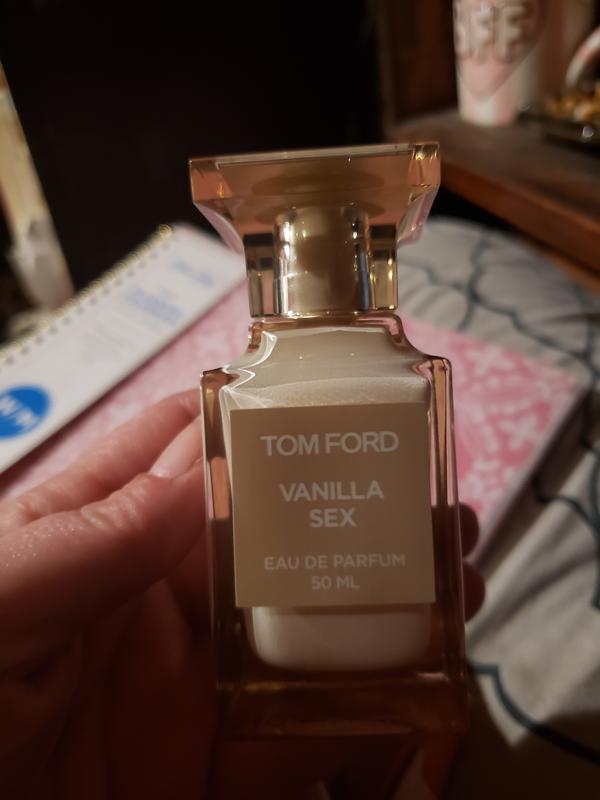 TOM FORD
VANILLA
SEX
EAU DE PARFUM
50 ML